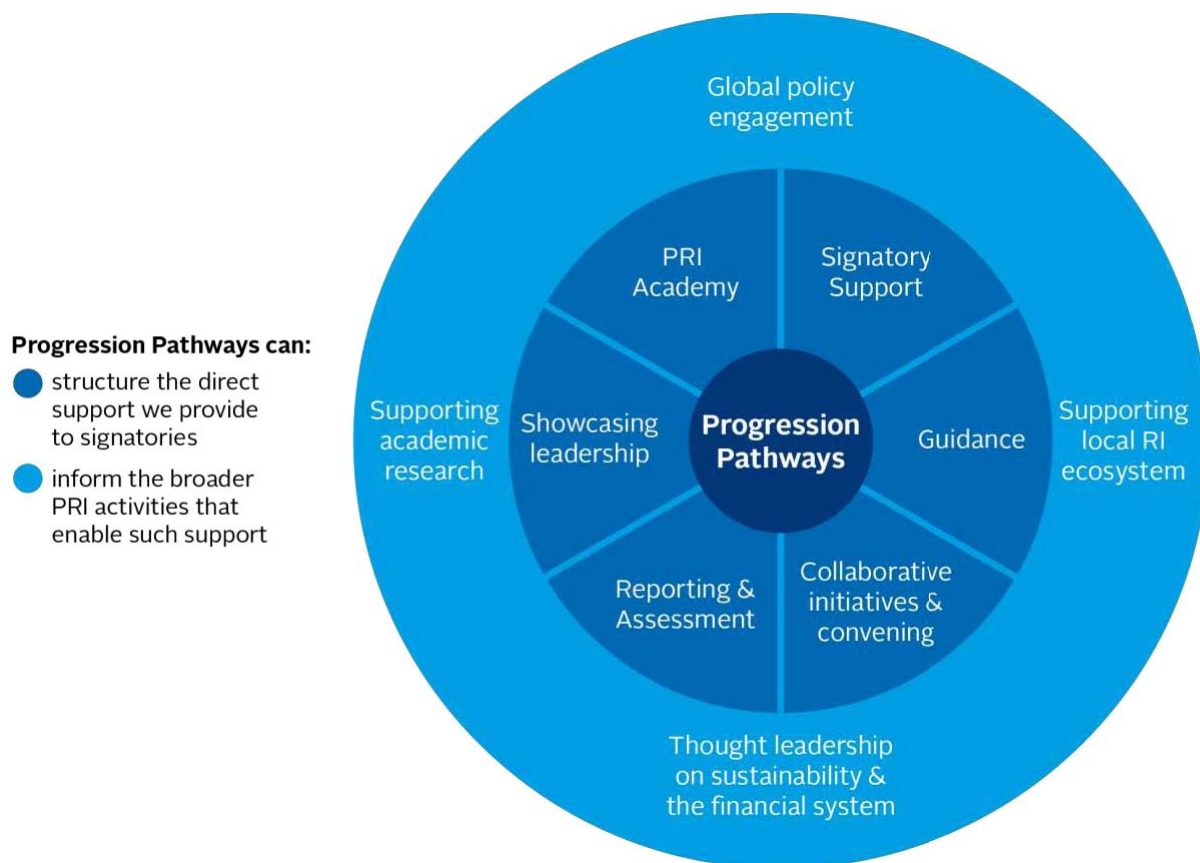 Progression Pathways can:
structure the direct
support we provide
to signatories
inform the broader
PRI activities that
enable such support
Global policy
engagement
PRI
Academy
Signatory
Support
Supporting
academic
research
Showcasing
leadership
Progression
Pathways
Guidance
Supporting
local RI
ecosystem
Reporting &
Assessment
Collaborative
initiatives &
convening
Thought leadership
on sustainability &
the financial system